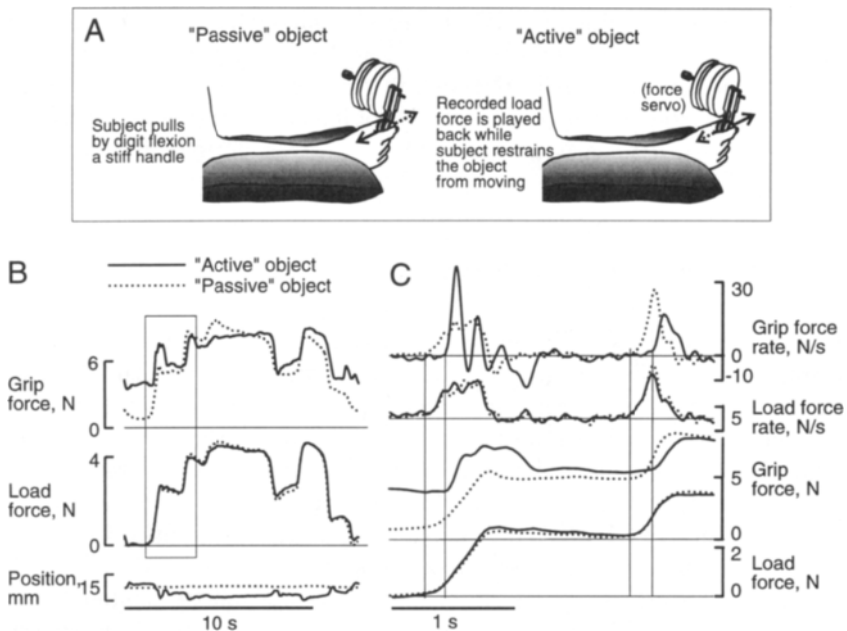 A
"Passive" object
"Active" object
Subject pulls
by digit flexion
a stiff handle
Recorded load
force is played
back while
subject restrains
the object
from moving
(force
servo)
B
"Active" object
"Passive" object
6
Grip
force, N
0
4
Load
force, N
0
Position,
mm
15
10 s
C
30
Grip force
rate, N/s
0
-10
Load force
rate, N/s
5
Grip
force, N
5
0
2
Load
force, N
0
1 s